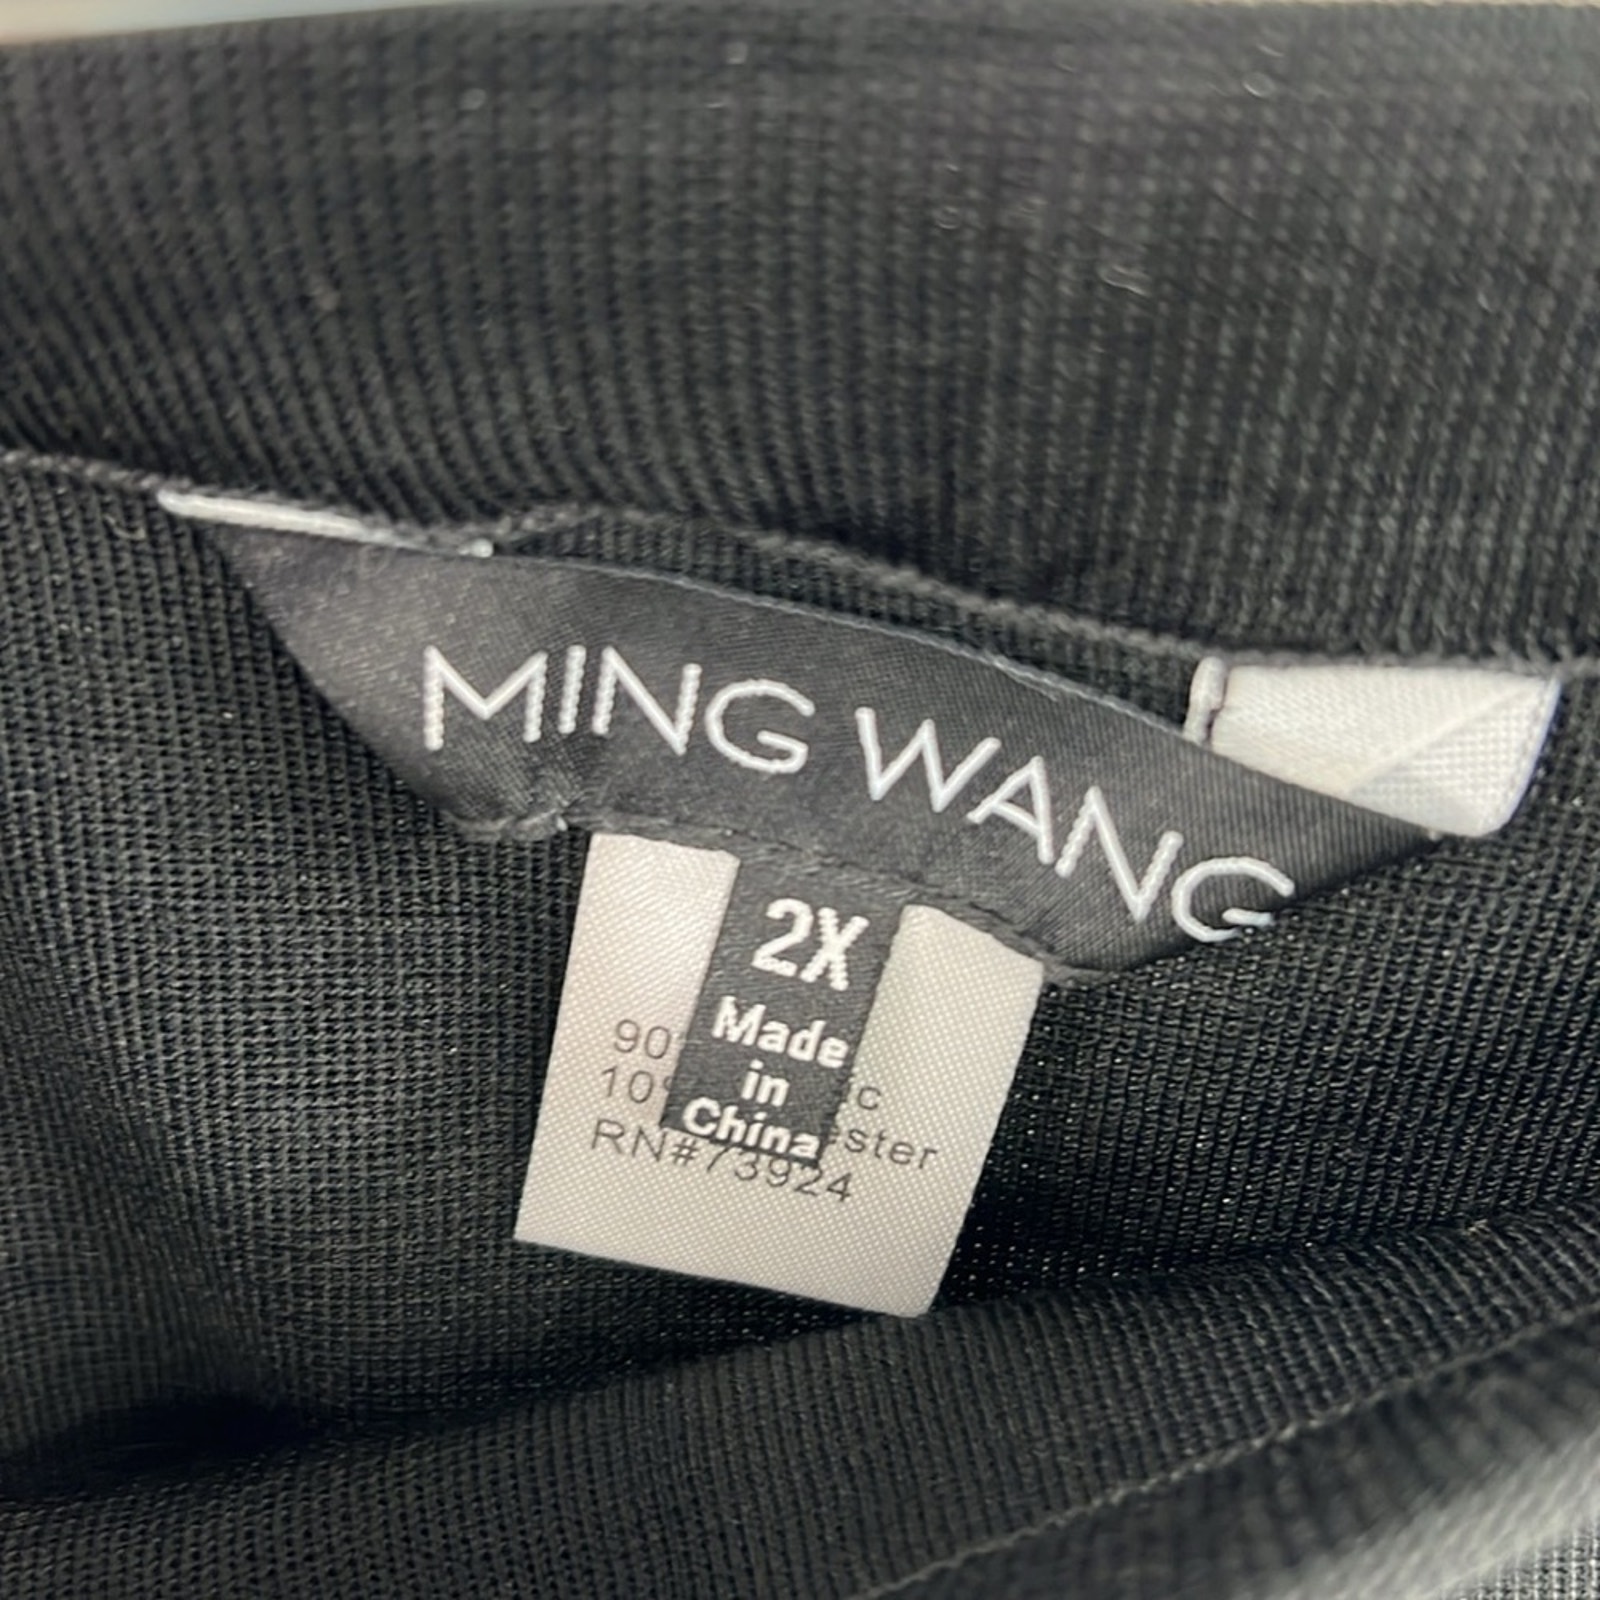 MING WANG
2X
Made
in
China
90
10
RN#73924